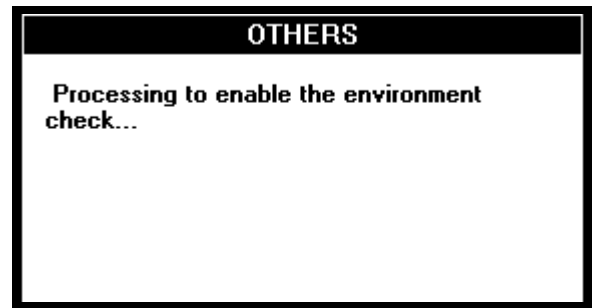 OTHERS
Processing to enable the environment
check...